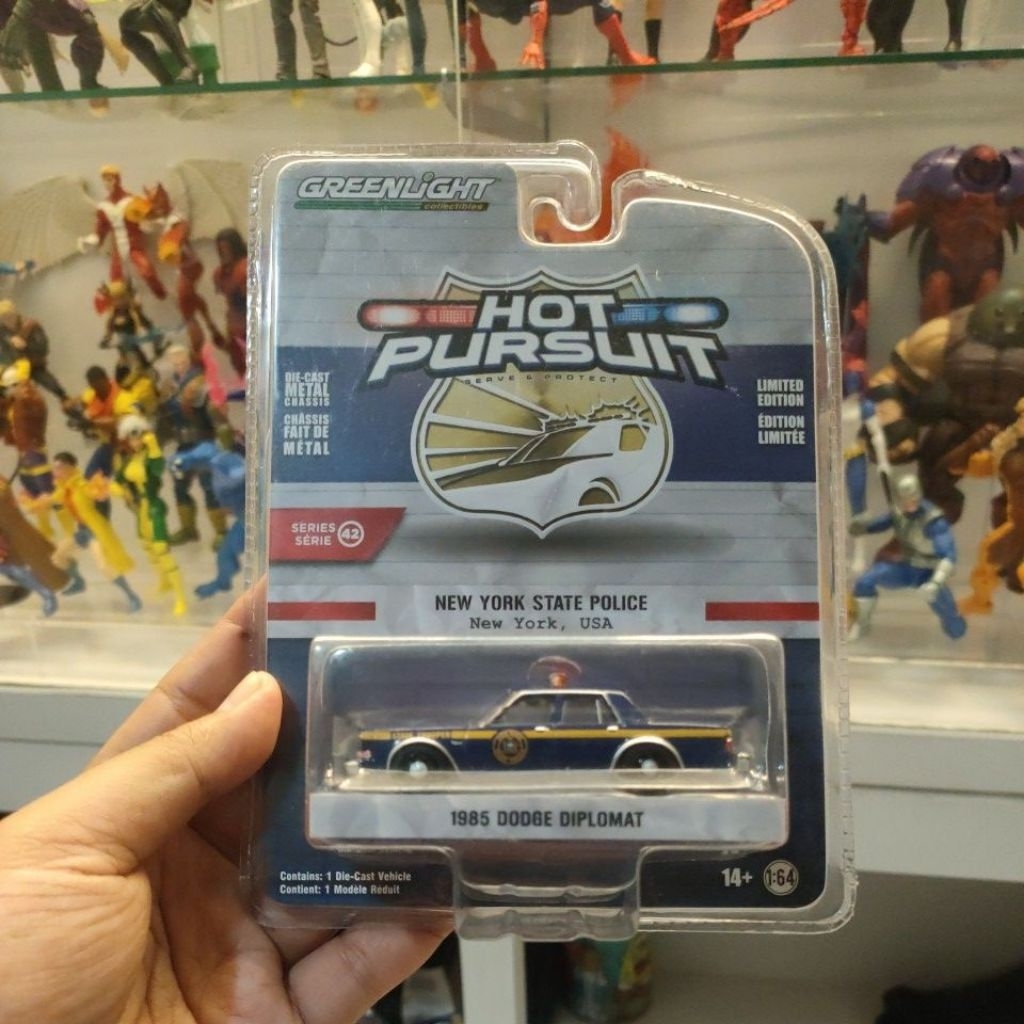 GREENLiGHT
collectibles
HOT
PURSUIT
SERVE & PROTECT
DIE-CAST
METAL
CHASSIS
CHÂSSIS
FAIT DE
MÉTAL
LIMITED
EDITION
ÉDITION
LIMITÉE
SERIES
SÉRIE 42
NEW YORK STATE POLICE
New York, USA
1985 DODGE DIPLOMAT
Contains: 1 Die-Cast Vehicle
Contient: 1 Modèle Réduit
14+
1:64